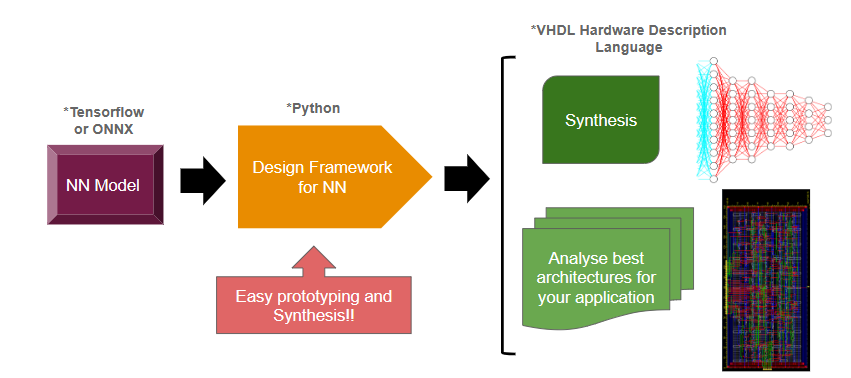 *VHDL Hardware Description
Language
*Tensorflow
or ONNX
*Python
NN Model
Design Framework
for NN
Synthesis
Easy prototyping and
Synthesis!!
Analyse best
architectures for
your application